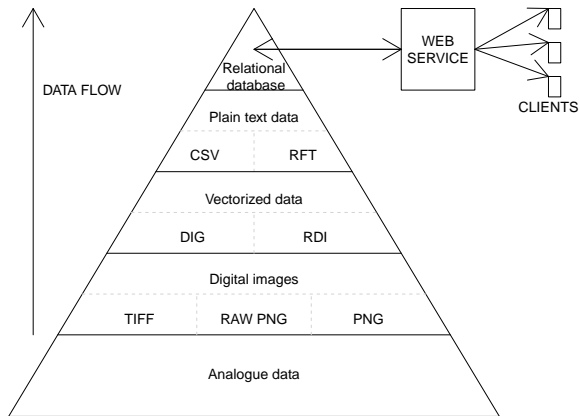 WEB
SERVICE
CLIENTS
DATA FLOW
Relational
database
Plain text data
CSV
RFT
Vectorized data
DIG
RDI
Digital images
TIFF
RAW PNG
PNG
Analogue data